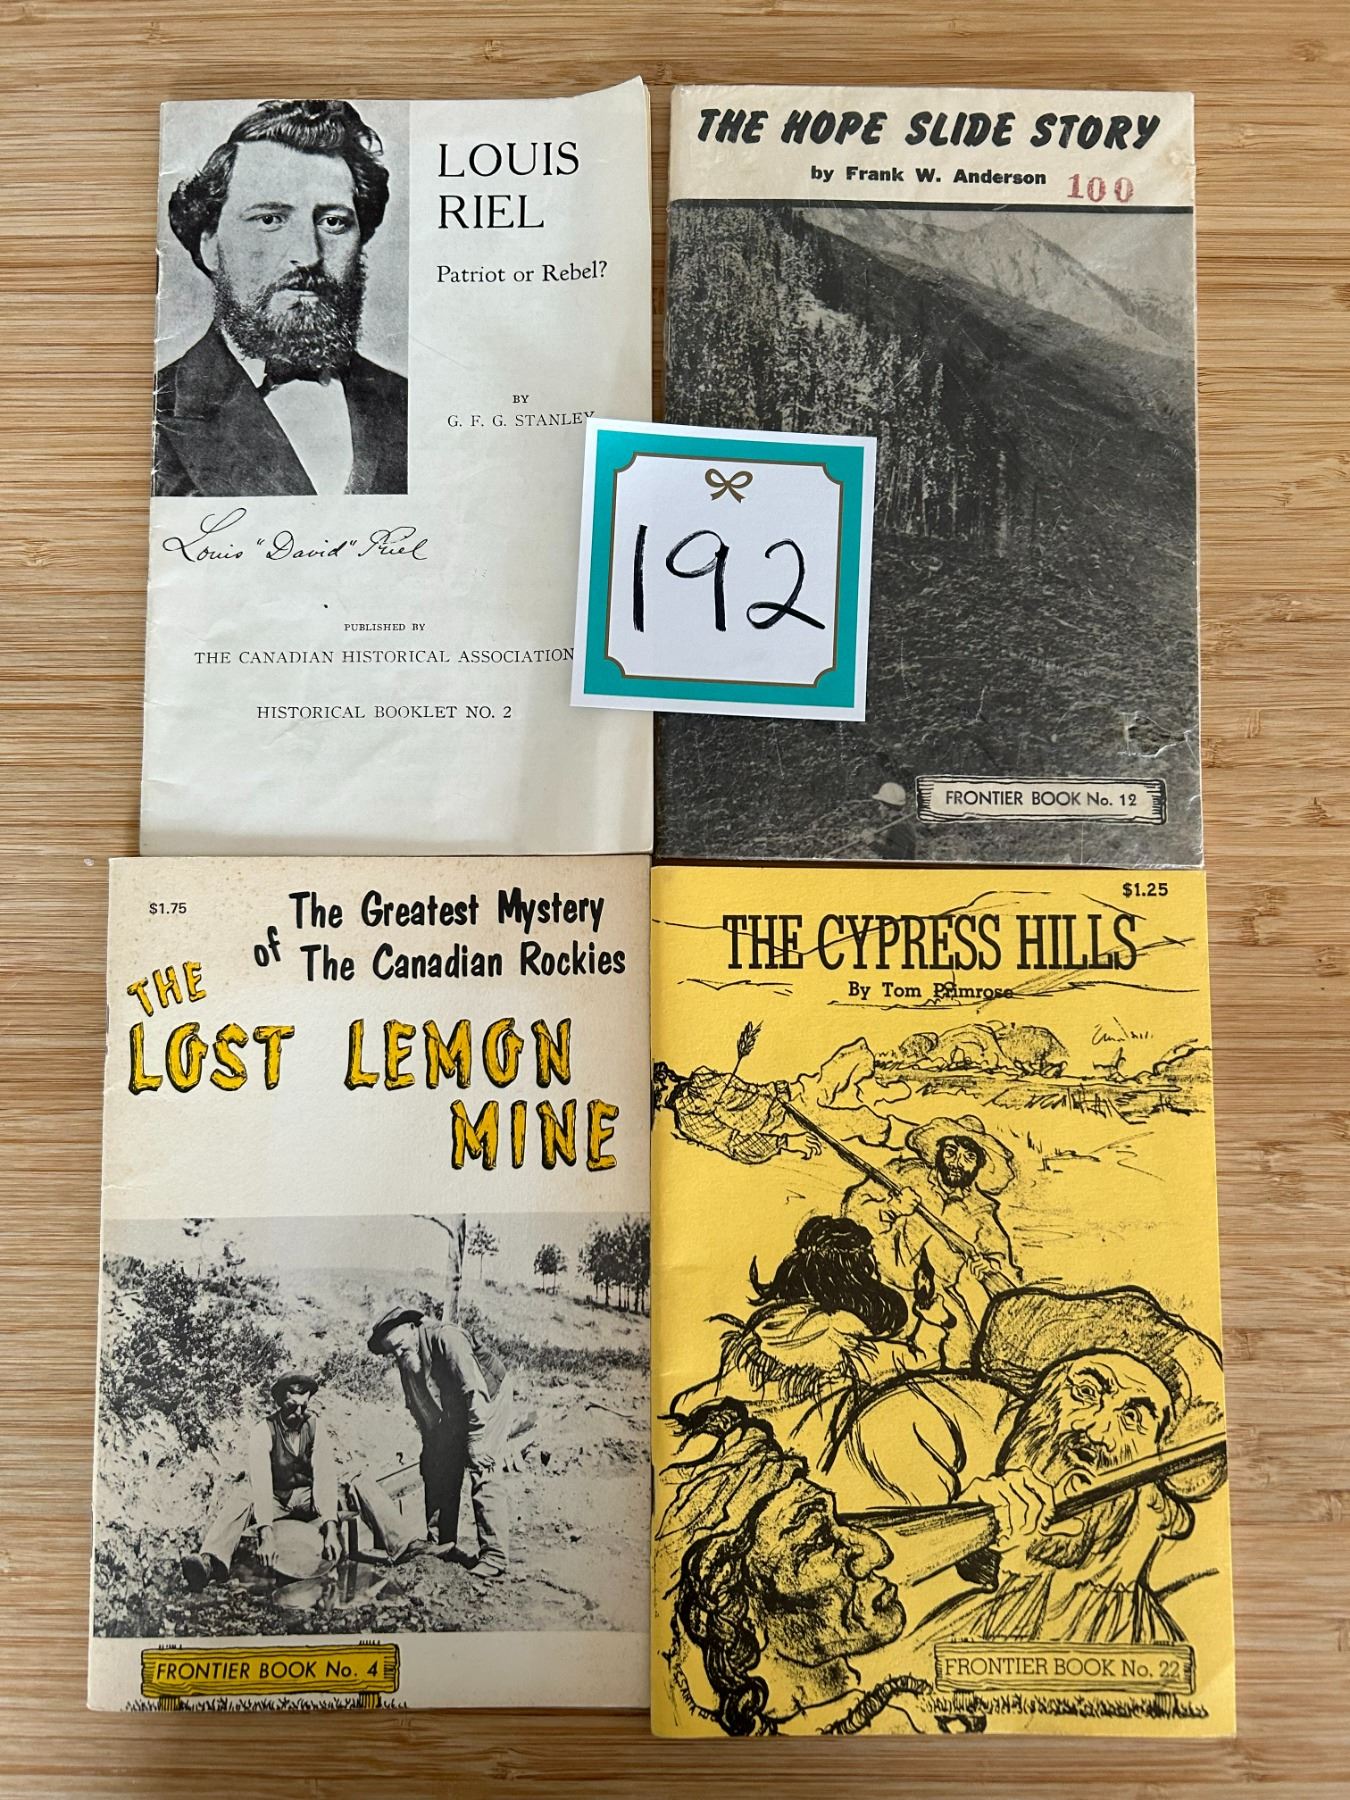 LOUIS
RIEL
Patriot or Rebel?
BY
G. F. G. STANLEY
Louis "David" Riel
PUBLISHED BY
THE CANADIAN HISTORICAL ASSOCIATION
HISTORICAL BOOKLET NO. 2
THE HOPE SLIDE STORY
by Frank W. Anderson
100
FRONTIER BOOK No. 12
192
$1.75
The Greatest Mystery
of The Canadian Rockies
THE
LOST LEMON
MINE
FRONTIER BOOK No. 4
$1.25
THE CYPRESS HILLS
By Tom Primrose
FRONTIER BOOK No. 22